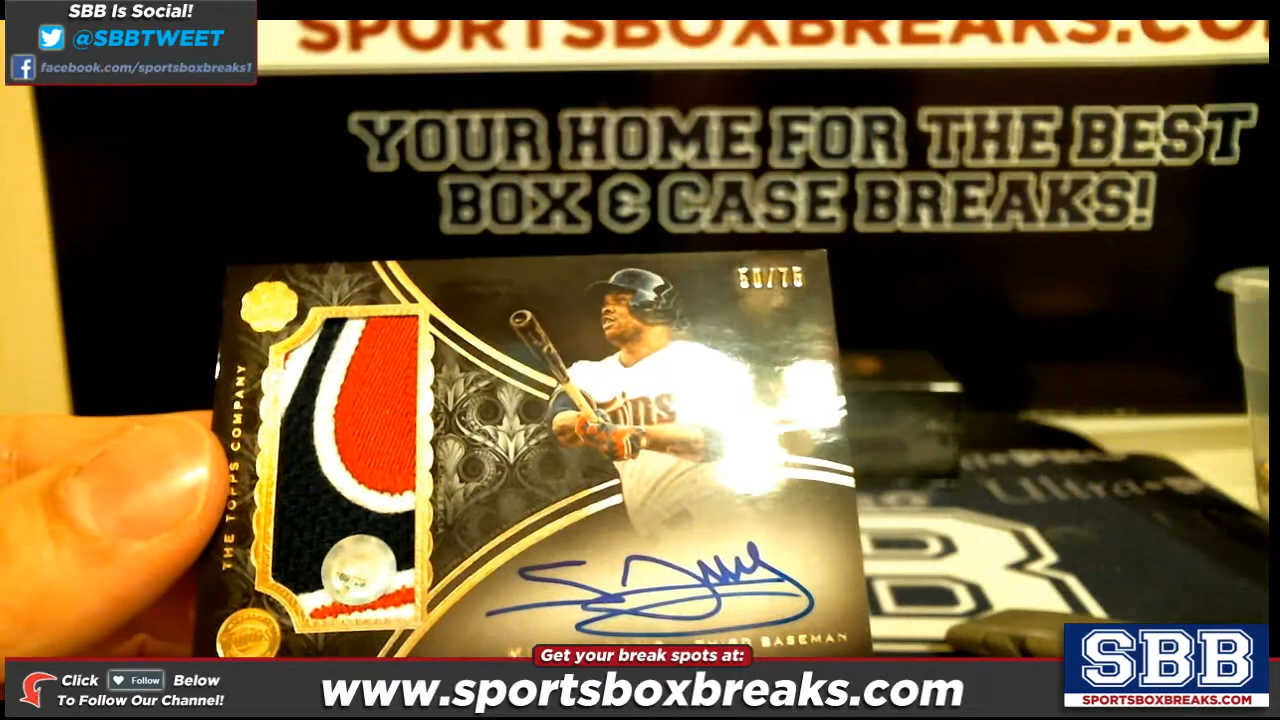 SBB Is Social!
@SBBTWEET
facebook.com/sportsboxbreaks1
SPORTSBOXBREAKS.CO
YOUR HOME FOR THE BEST
BOX & CASE BREAKS!
50/75
THE TOPPS COMPANY
THIRD BASEMAN
Ultra
B
Get your break spots at:
Click Follow Below
To Follow Our Channel!
www.sportsboxbreaks.com
SBB
SPORTSBOXBREAKS.COM